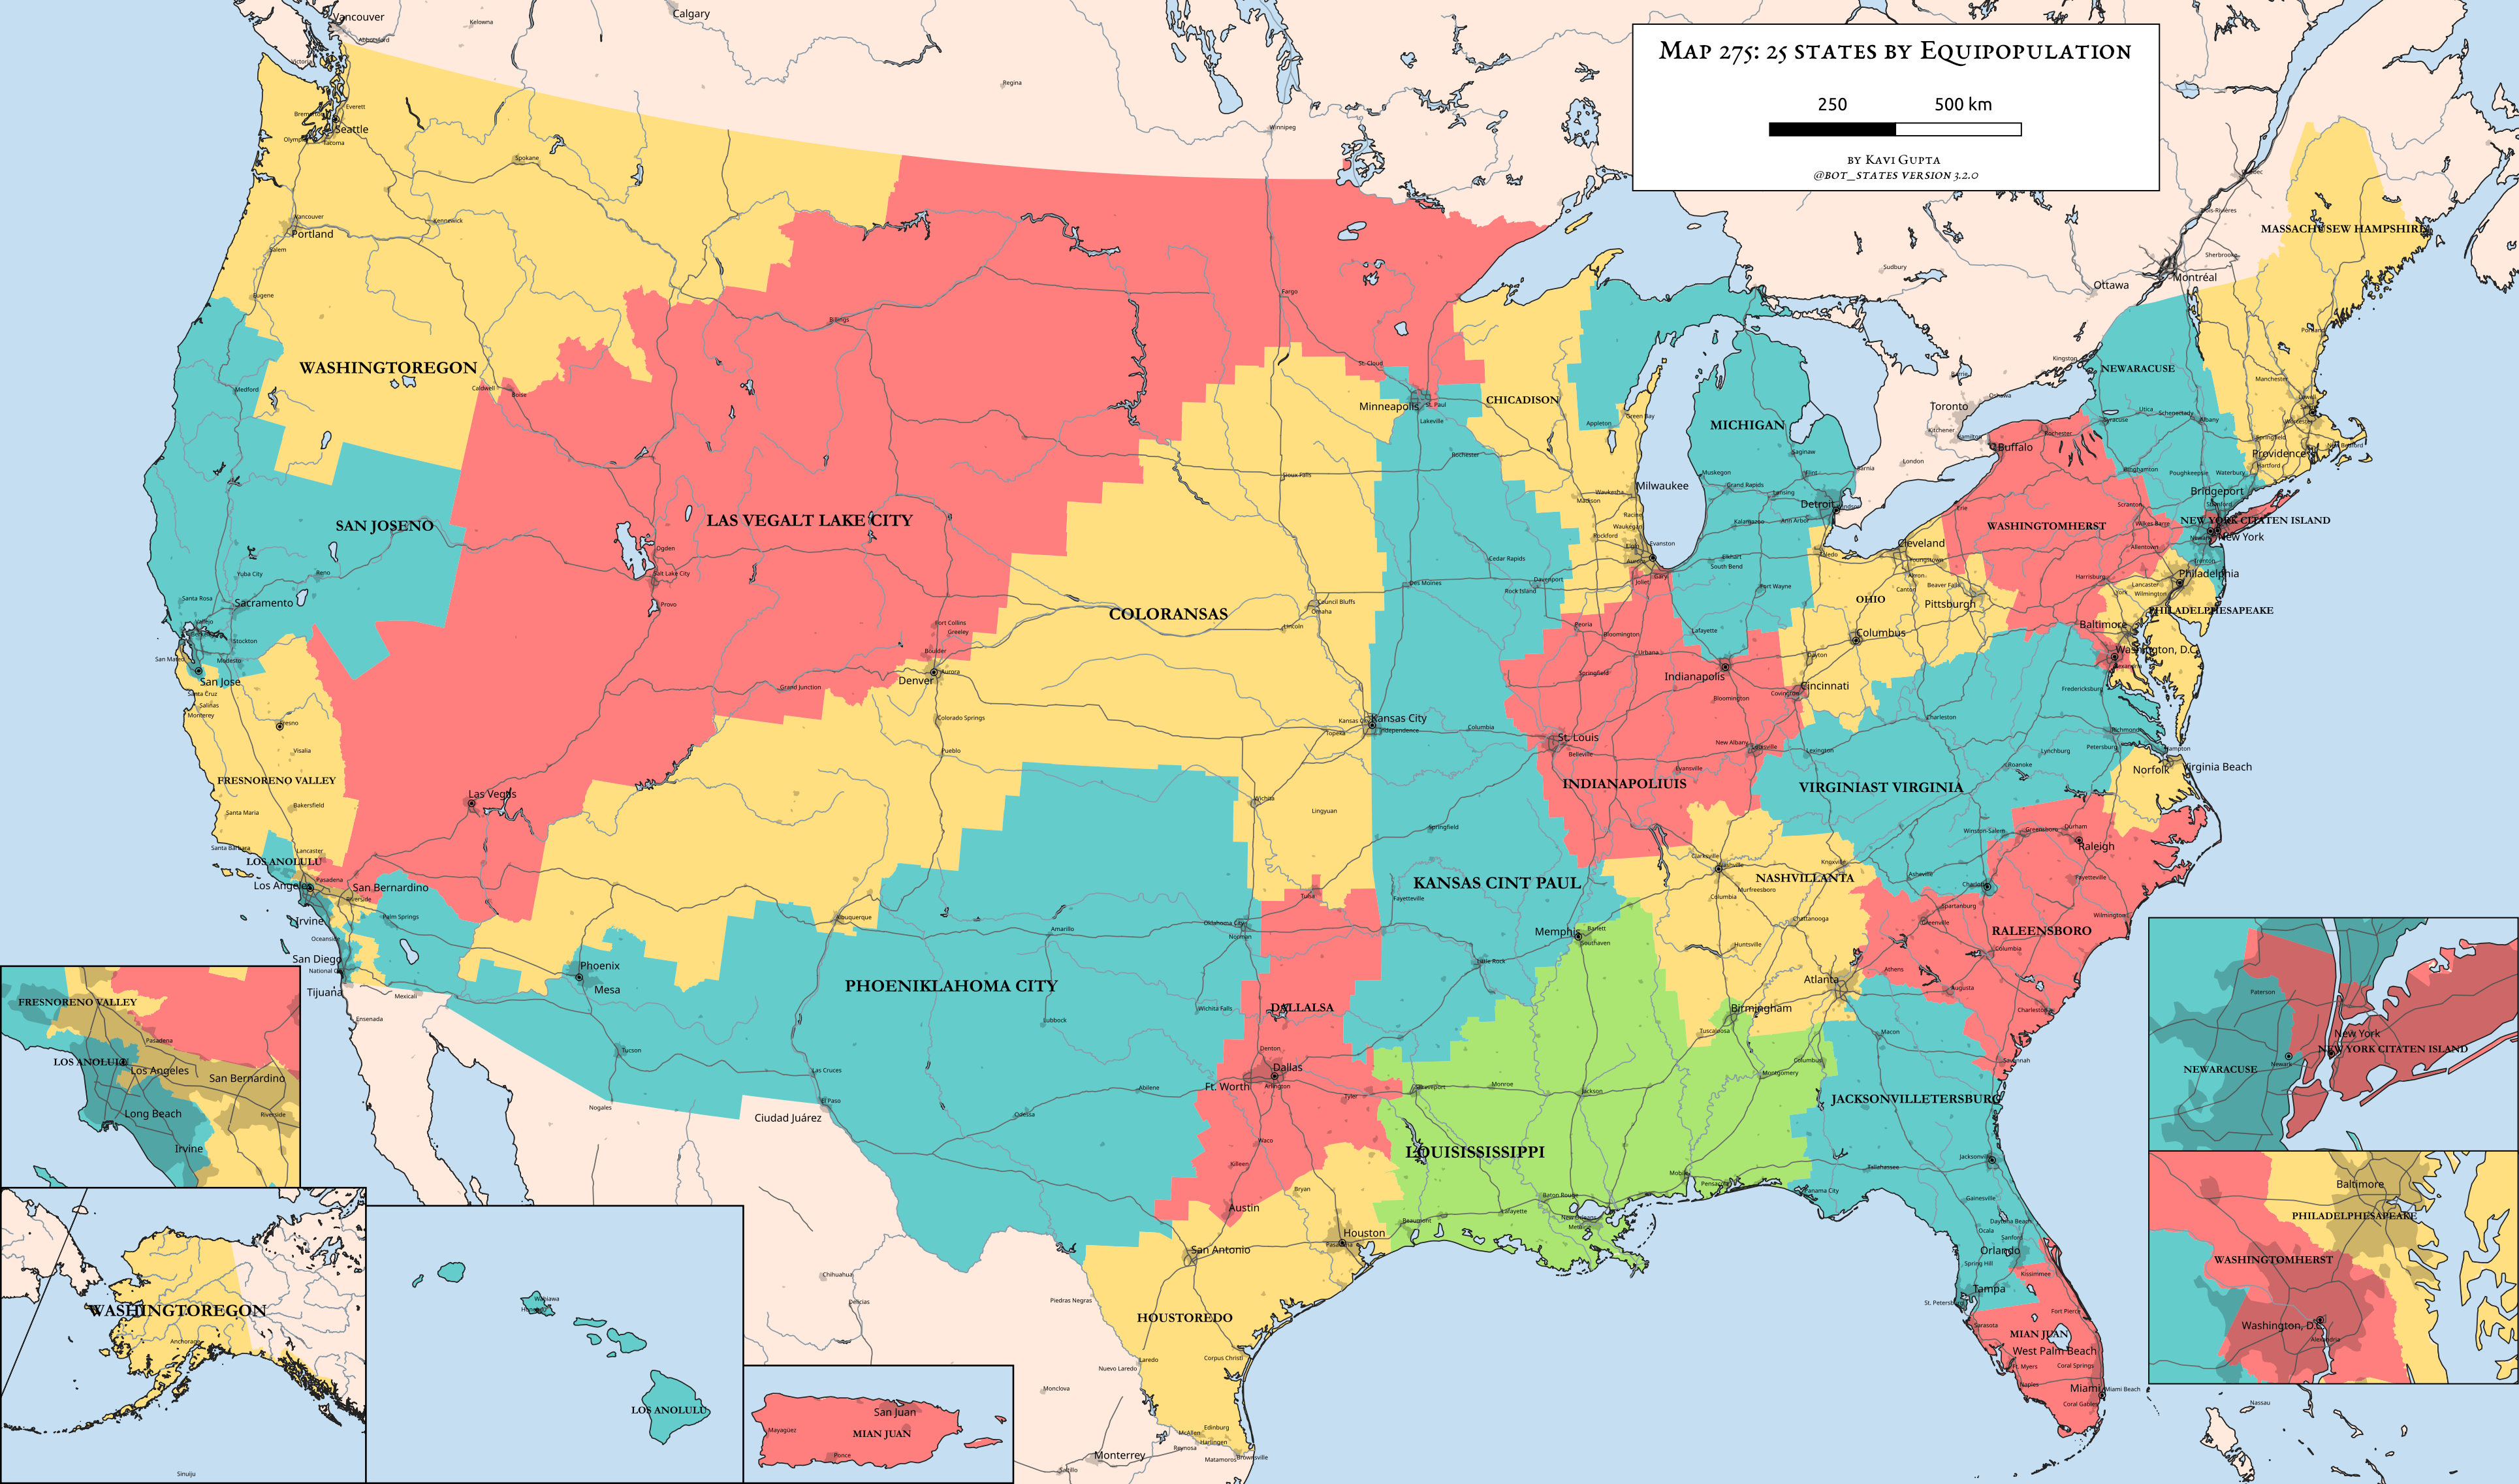 Map 275: 25 states by Equipopulation
250 500 km
by Kavi Gupta
@bot_states version 3.2.0
Vancouver
Abbotsford
Kelowna
Calgary
Victoria
Regina
Winnipeg
Everett
Bremerton
Seattle
Olympia
Tacoma
Spokane
Vancouver
Portland
Kennewick
Salem
Eugene
WASHINGTOREGON
Medford
Caldwell
Boise
Billings
Fargo
St. Cloud
Minneapolis
St. Paul
Lakeville
Rochester
CHICADISON
Appleton
Green Bay
MICHIGAN
Sudbury
Ottawa
Montréal
Sherbrooke
Trois-Rivières
Quebec
MASSACHUSEW HAMPSHIRE
Portland
Kingston
Barrie
Oshawa
Toronto
Kitchener
Hamilton
London
Sarnia
NEWARACUSE
Manchester
Lowell
Utica
Schenectady
Syracuse
Albany
Worcester
Springfield
New Bedford
Providence
Hartford
Buffalo
Rochester
Binghamton
Poughkeepsie
Waterbury
Bridgeport
Stamford
SAN JOSENO
LAS VEGALT LAKE CITY
Sioux Falls
Milwaukee
Waukesha
Madison
Racine
Waukegan
Rockford
Elgin
Evanston
Aurora
Joliet
Gary
Saginaw
Flint
Muskegon
Grand Rapids
Lansing
Detroit
Windsor
Kalamazoo
Ann Arbor
Elkhart
South Bend
Fort Wayne
Toledo
Cleveland
Erie
Youngstown
Akron
Canton
Beaver Falls
Pittsburgh
OHIO
WASHINGTOMHERST
Scranton
Wilkes-Barre
NEW YORK CITATEN ISLAND
New York
Newark
Allentown
Trenton
Philadelphia
Harrisburg
Lancaster
York
Wilmington
PHILADELPHESAPEAKE
Baltimore
Washington, D.C.
Alexandria
Yuba City
Reno
Santa Rosa
Sacramento
Vallejo
Stockton
San Mateo
Modesto
San Jose
Santa Cruz
Salinas
Monterey
Fresno
Visalia
FRESNORENO VALLEY
Bakersfield
Santa Maria
Santa Barbara
Lancaster
LOS ANOLULU
Pasadena
Los Angeles
San Bernardino
Riverside
Irvine
Palm Springs
Oceanside
San Diego
National City
Tijuana
Mexicali
Ensenada
Ogden
Salt Lake City
Provo
Grand Junction
Las Vegas
Fort Collins
Greeley
Boulder
Denver
Aurora
Colorado Springs
Pueblo
COLORANSAS
Council Bluffs
Omaha
Lincoln
Des Moines
Cedar Rapids
Davenport
Rock Island
Peoria
Bloomington
Lafayette
Urbana
Springfield
Indianapolis
Bloomington
Dayton
Columbus
Cincinnati
Covington
Kansas City
Kansas City
Independence
Topeka
Columbia
St. Louis
Belleville
New Albany
Louisville
Lexington
Evansville
INDIANAPOLIUIS
Charleston
Fredericksburg
Richmond
Petersburg
Lynchburg
Roanoke
Hampton
Norfolk
Virginia Beach
VIRGINIAST VIRGINIA
Wichita
Lingyuan
Springfield
KANSAS CINT PAUL
Fayetteville
Tulsa
Clarksville
Nashville
Murfreesboro
Columbia
NASHVILLANTA
Knoxville
Chattanooga
Huntsville
Asheville
Winston-Salem
Greensboro
Durham
Raleigh
Charlotte
Fayetteville
Spartanburg
Greenville
Wilmington
RALEENSBORO
Columbia
Athens
Atlanta
Augusta
Charleston
Savannah
Macon
Columbus
Phoenix
Mesa
Tucson
Nogales
Albuquerque
Las Cruces
El Paso
Ciudad Juárez
PHOENIKLAHOMA CITY
Amarillo
Lubbock
Oklahoma City
Norman
Wichita Falls
Abilene
Odessa
DALLALSA
Denton
Dallas
Ft. Worth
Arlington
Tyler
Waco
Killeen
Austin
Bryan
Memphis
Barlett
Southaven
Little Rock
Birmingham
Tuscaloosa
Montgomery
Shreveport
Monroe
Jackson
LOUISISSISSIPPI
Mobile
Pensacola
Baton Rouge
Lafayette
New Orleans
Beaumont
Houston
Pasadena
San Antonio
HOUSTOREDO
Laredo
Nuevo Laredo
Corpus Christi
Edinburg
McAllen
Harlingen
Reynosa
Matamoros
Brownsville
Monterrey
Saltillo
Monclova
Piedras Negras
Chihuahua
Delicias
JACKSONVILLETERSBURG
Jacksonville
Tallahassee
Panama City
Gainesville
Ocala
Daytona Beach
Sanford
Orlando
Spring Hill
Kissimmee
Tampa
St. Petersburg
Sarasota
Fort Pierce
MIAN JUAN
West Palm Beach
Ft. Myers
Coral Springs
Naples
Miami
Miami Beach
Coral Gables
Nassau
FRESNORENO VALLEY
Pasadena
LOS ANOLULU
Los Angeles
San Bernardino
Long Beach
Riverside
Irvine
WASHINGTOREGON
Anchorage
Sinuiju
Wahiawa
LOS ANOLULU
San Juan
Mayagüez
MIAN JUAN
Ponce
Paterson
New York
NEW YORK CITATEN ISLAND
Newark
NEWARACUSE
Baltimore
PHILADELPHESAPEAKE
WASHINGTOMHERST
Washington, D.C.
Alexandria